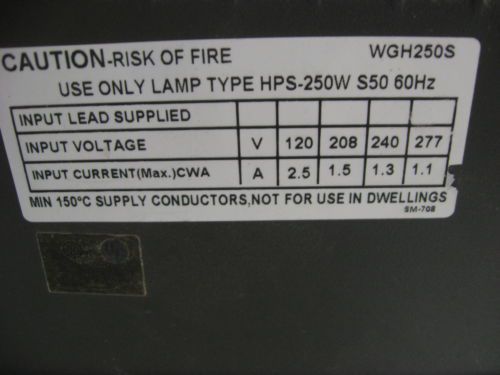 CAUTION-RISK OF FIRE WGH250S
USE ONLY LAMP TYPE HPS-250W S50 60Hz
INPUT LEAD SUPPLIED
INPUT VOLTAGE V 120 208 240 277
INPUT CURRENT(Max.)CWA A 2.5 1.5 1.3 1.1
MIN 150°C SUPPLY CONDUCTORS,NOT FOR USE IN DWELLINGS
SM-708